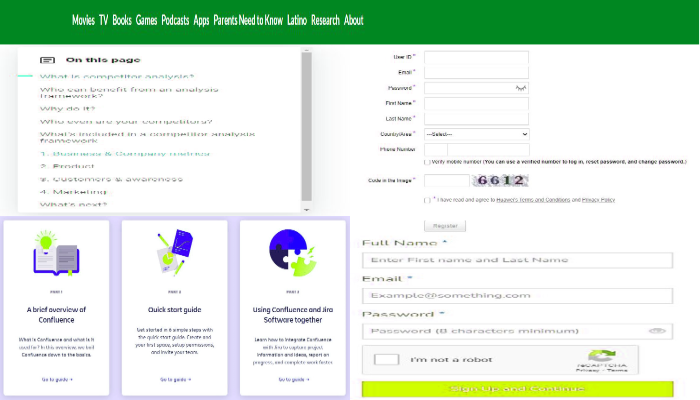 Movies TV Books Games Podcasts Apps Parents Need to Know Latino Research About
On this page
What is competitor analysis?
Who can benefit from an analysis
framework?
Why do it?
Who even are your competitors?
What's included in a competitor analysis
framework
1. Business & Company metrics
2. Product
3. Customers & awareness
4. Marketing
What's next?
User ID *
Email *
Password *
First Name *
Last Name *
Country/Area * ---Select---
Phone Number
Verify mobile number (You can use a verified number to log in, reset password, and change password.)
Code in the Image * 6612
* I have read and agree to Huawei's Terms and Conditions and Privacy Policy
Register
A brief overview of
Confluence
What is Confluence and what is it
used for? In this overview we bed
Confluence down to the basics.
Go to guide →
Quick start guide
Get started in 6 simple steps with
the quick start guide. Create and
your first space, setup permissions,
and invite your team.
Go to guide →
Using Confluence and Jira
Software together
Learn how to integrate Confluence
with Jira to capture project
information and ideas, report on
progress, and complete work faster.
Go to guide →
Full Name *
Enter First name and Last Name
Email *
Example@something.com
Password *
Password (8 characters minimum)
I'm not a robot
reCAPTCHA
Privacy - Terms
Sign Up and Continue